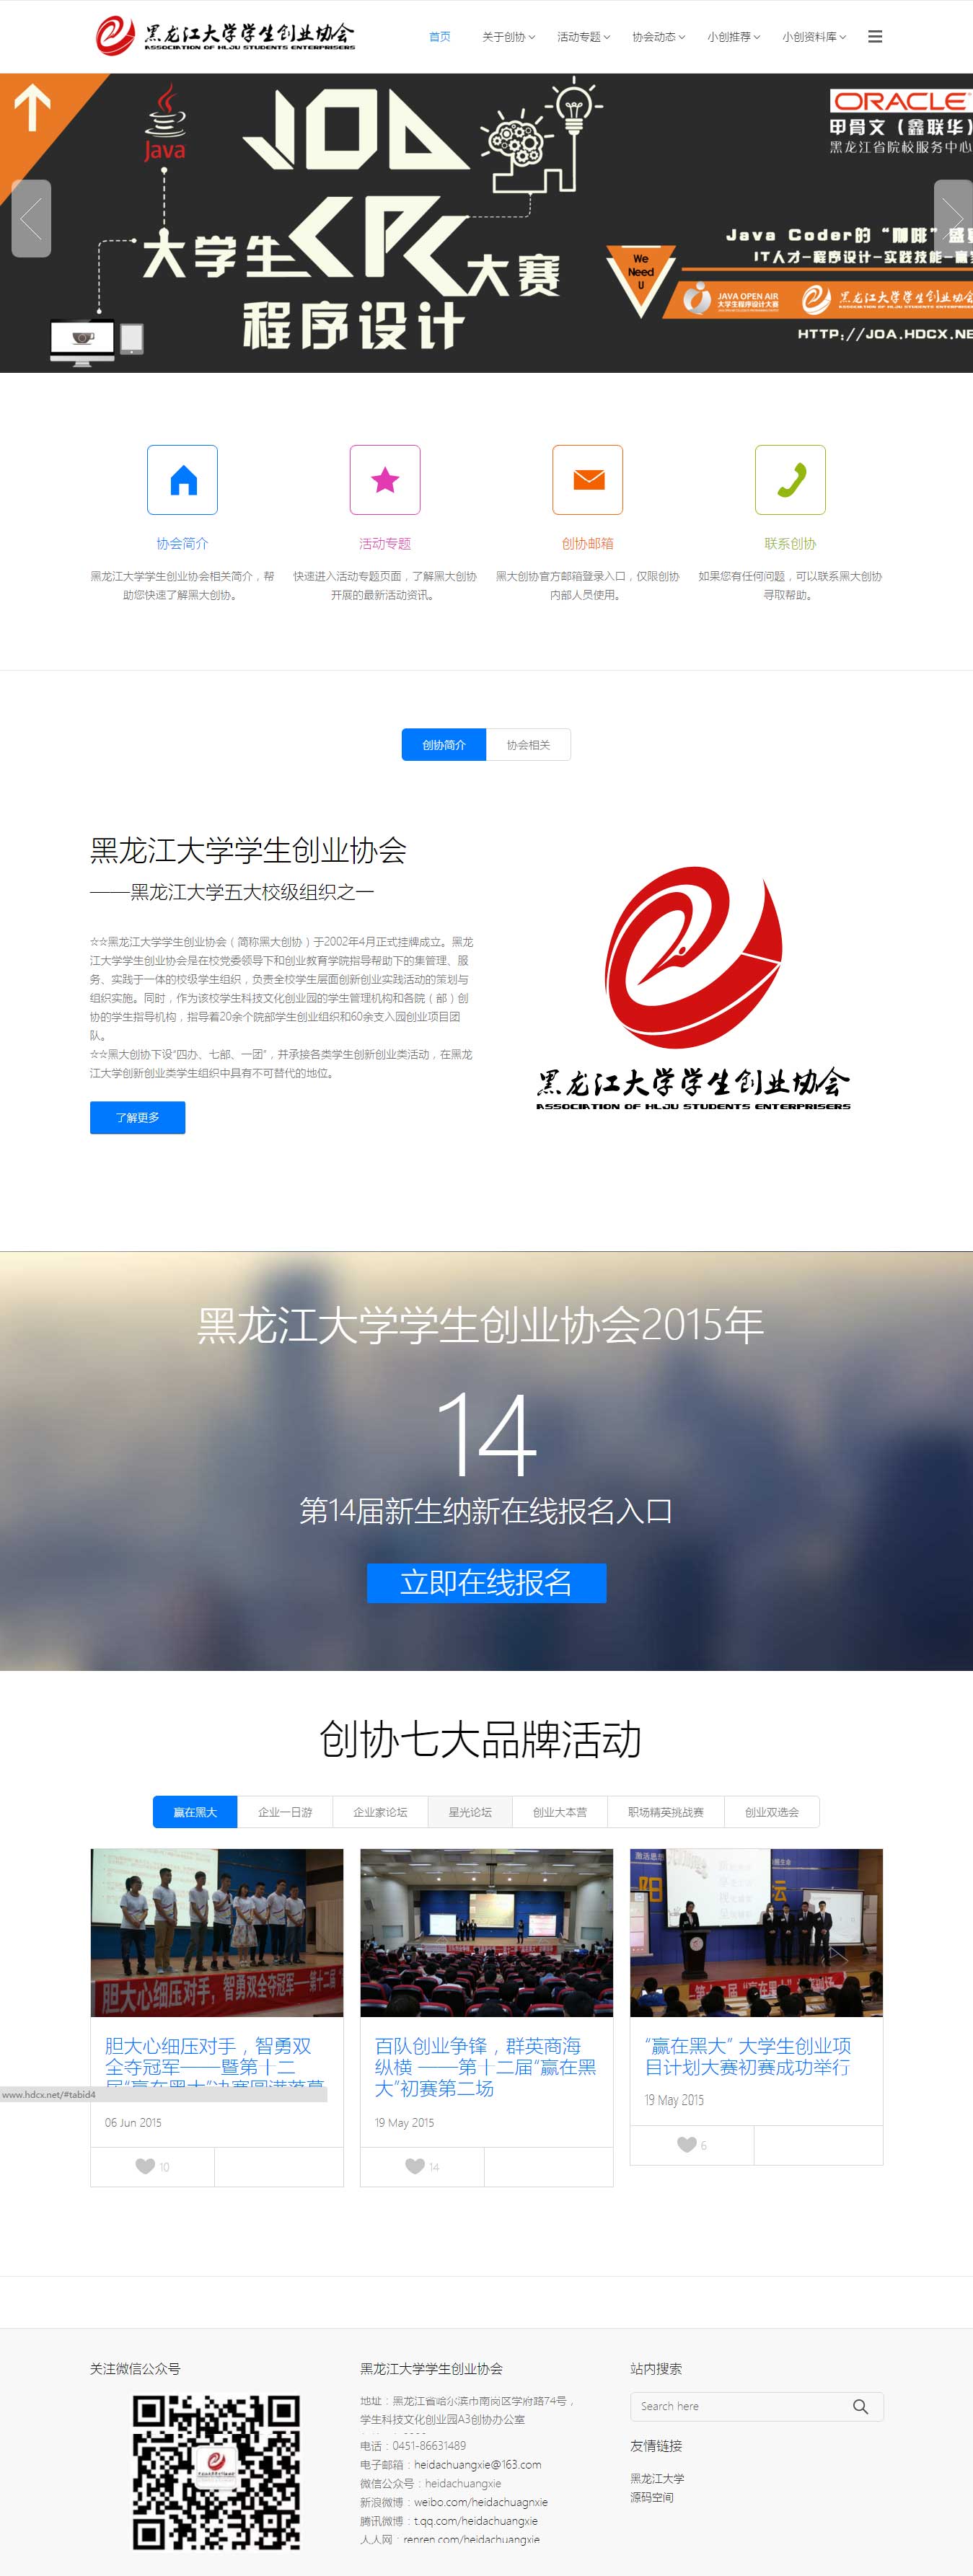 黑龙江大学学生创业协会
ASSOCIATION OF HLJU STUDENTS ENTERPRISERS
首页 关于创协 活动专题 协会动态 小创推荐 小创资料库
Java
JOA
CPC
大学生 大赛
程序设计
ORACLE
甲骨文（鑫联华）
黑龙江省院校服务中心
Java Coder的“咖啡”盛
IT人才-程序设计-实践技能-赢
We
Need
U
JAVA OPEN AIR
大学生程序设计大赛
黑龙江大学学生创业协
HTTP://JOA.HDCX.NE
协会简介 活动专题 创协邮箱 联系创协
黑龙江大学学生创业协会相关简介，帮
助您快速了解黑大创协。
快速进入活动专题页面，了解黑大创协
开展的最新活动资讯。
黑大创协官方邮箱登录入口，仅限创协
内部人员使用。
如果您有任何问题，可以联系黑大创协
寻取帮助。
创协简介 协会相关
黑龙江大学学生创业协会
——黑龙江大学五大校级组织之一
☆☆黑龙江大学学生创业协会（简称黑大创协）于2002年4月正式挂牌成立。黑龙
江大学学生创业协会是在校党委领导下和创业教育学院指导帮助下的集管理、服
务、实践于一体的校级学生组织，负责全校学生层面创新创业实践活动的策划与
组织实施。同时，作为该校学生科技文化创业园的学生管理机构和各院（部）创
协的学生指导机构，指导着20余个院部学生创业组织和60余支入园创业项目团
队。
☆☆黑大创协下设“四办、七部、一团”，并承接各类学生创新创业类活动，在黑龙
江大学创新创业类学生组织中具有不可替代的地位。
了解更多
黑龙江大学学生创业协会
ASSOCIATION OF HLJU STUDENTS ENTERPRISERS
黑龙江大学学生创业协会2015年
14
第14届新生纳新在线报名入口
立即在线报名
创协七大品牌活动
赢在黑大 企业一日游 企业家论坛 星光论坛 创业大本营 职场精英挑战赛 创业双选会
胆大心细压对手，智勇双全夺冠军——第十二届
胆大心细压对手，智勇双
全夺冠军——暨第十二
届“赢在黑大”决赛圆满落幕
www.hdcx.net/#tabid4
06 Jun 2015
10
百队创业争锋，群英商海
纵横 ——第十二届“赢在黑
大”初赛第二场
19 May 2015
14
“赢在黑大” 大学生创业项
目计划大赛初赛成功举行
19 May 2015
6
关注微信公众号
黑龙江大学学生创业协会
地址：黑龙江省哈尔滨市南岗区学府路74号，
学生科技文化创业园A3创协办公室
电话：0451-86631489
电子邮箱：heidachuangxie@163.com
微信公众号：heidachuangxie
新浪微博：weibo.com/heidachuagnxie
腾讯微博：t.qq.com/heidachuangxie
人人网：renren.com/heidachuangxie
站内搜索
Search here
友情链接
黑龙江大学
源码空间